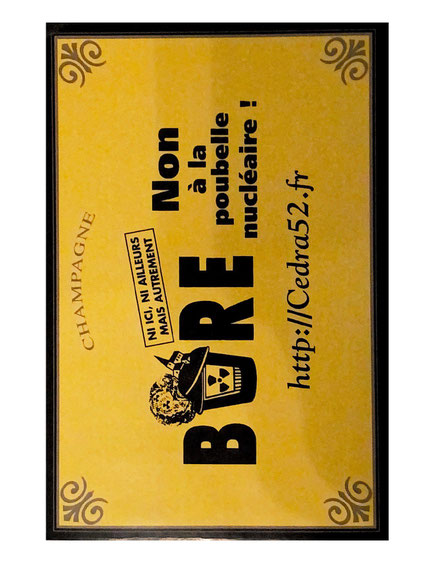 CHAMPAGNE
NI ICI, NI AILLEURS
MAIS AUTREMENT
BURE
Non
à la
poubelle
nucléaire !
http://Cedra52.fr